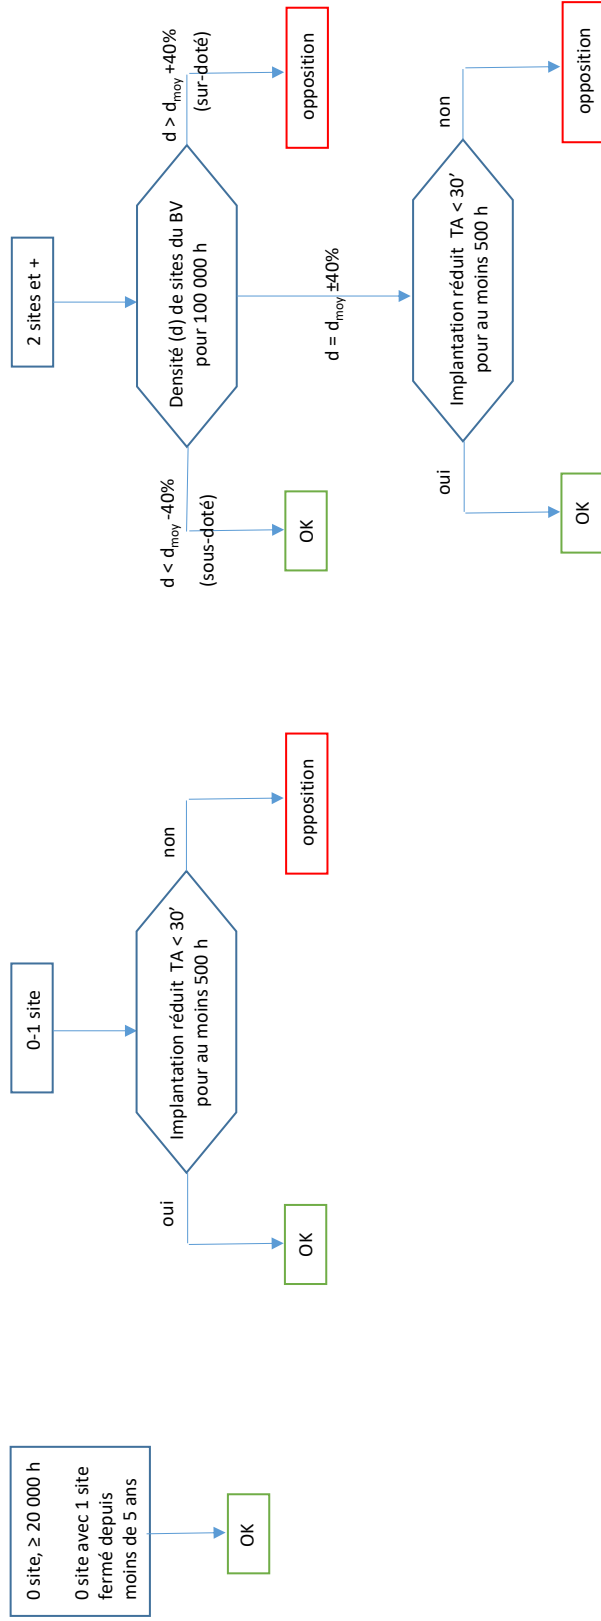 0 site, ≥ 20 000 h
0 site avec 1 site
fermé depuis
moins de 5 ans
OK
0-1 site
Implantation réduit TA < 30’
pour au moins 500 h
oui
non
OK
opposition
2 sites et +
Densité (d) de sites du BV
pour 100 000 h
d < dmoy -40%
(sous-doté)
d > dmoy +40%
(sur-doté)
OK
opposition
d = dmoy ±40%
Implantation réduit TA < 30’
pour au moins 500 h
oui
non
OK
opposition